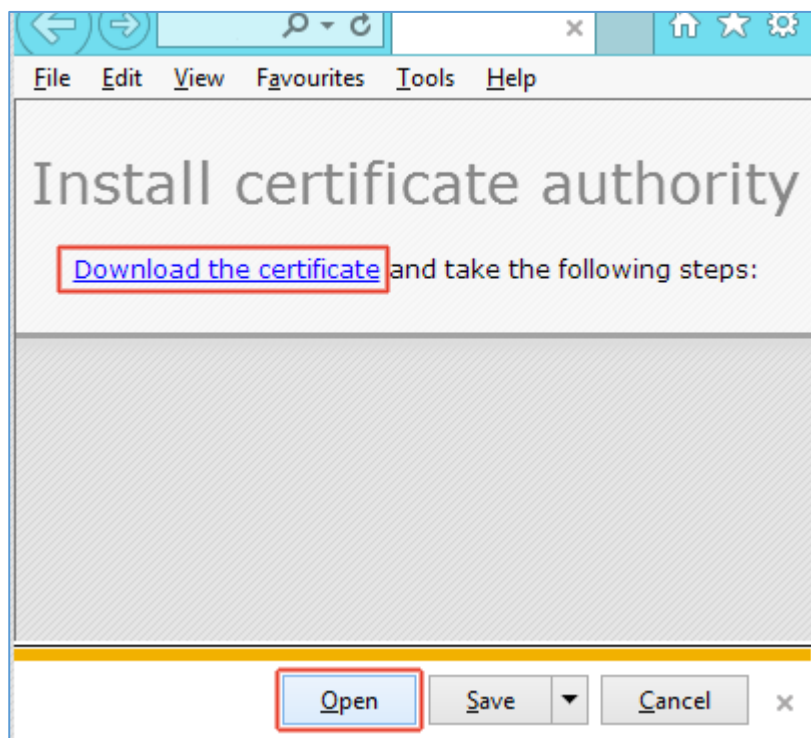 File Edit View Favourites Tools Help
Install certificate authority
Download the certificate and take the following steps:
Open Save Cancel